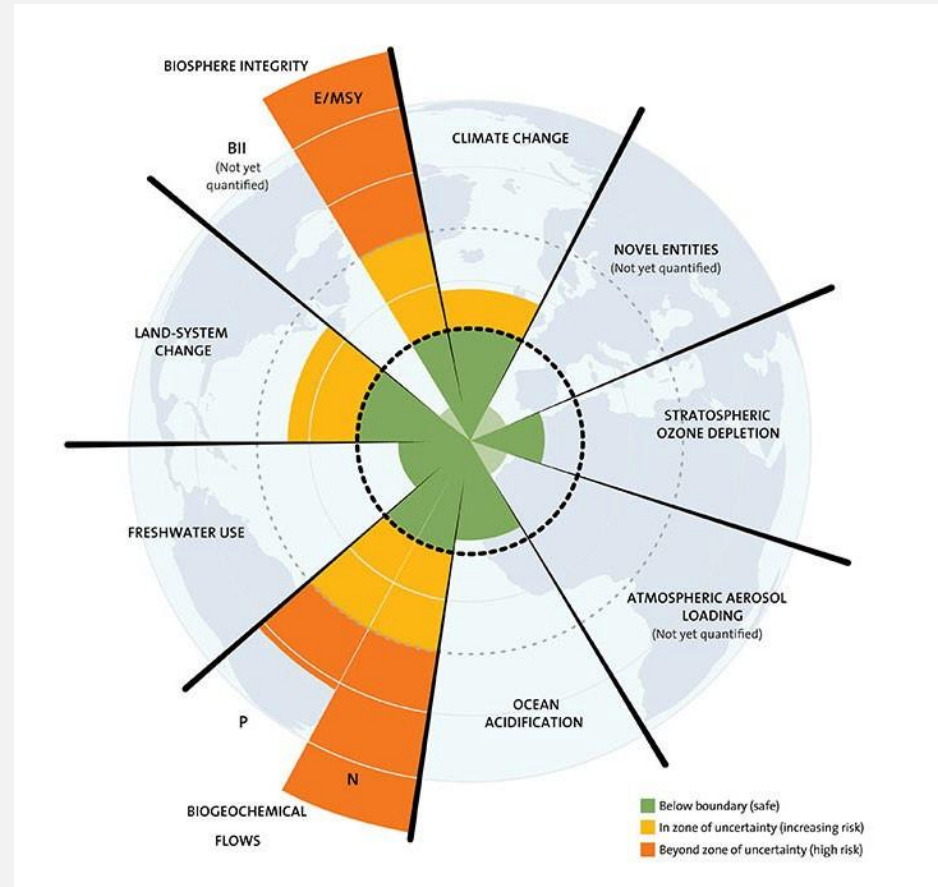 BIOSPHERE INTEGRITY
E/MSY
BII
(Not yet
quantified)
CLIMATE CHANGE
NOVEL ENTITIES
(Not yet quantified)
LAND-SYSTEM
CHANGE
STRATOSPHERIC
OZONE DEPLETION
FRESHWATER USE
ATMOSPHERIC AEROSOL
LOADING
(Not yet quantified)
OCEAN
ACIDIFICATION
P
N
BIOGEOCHEMICAL
FLOWS
Below boundary (safe)
In zone of uncertainty (increasing risk)
Beyond zone of uncertainty (high risk)